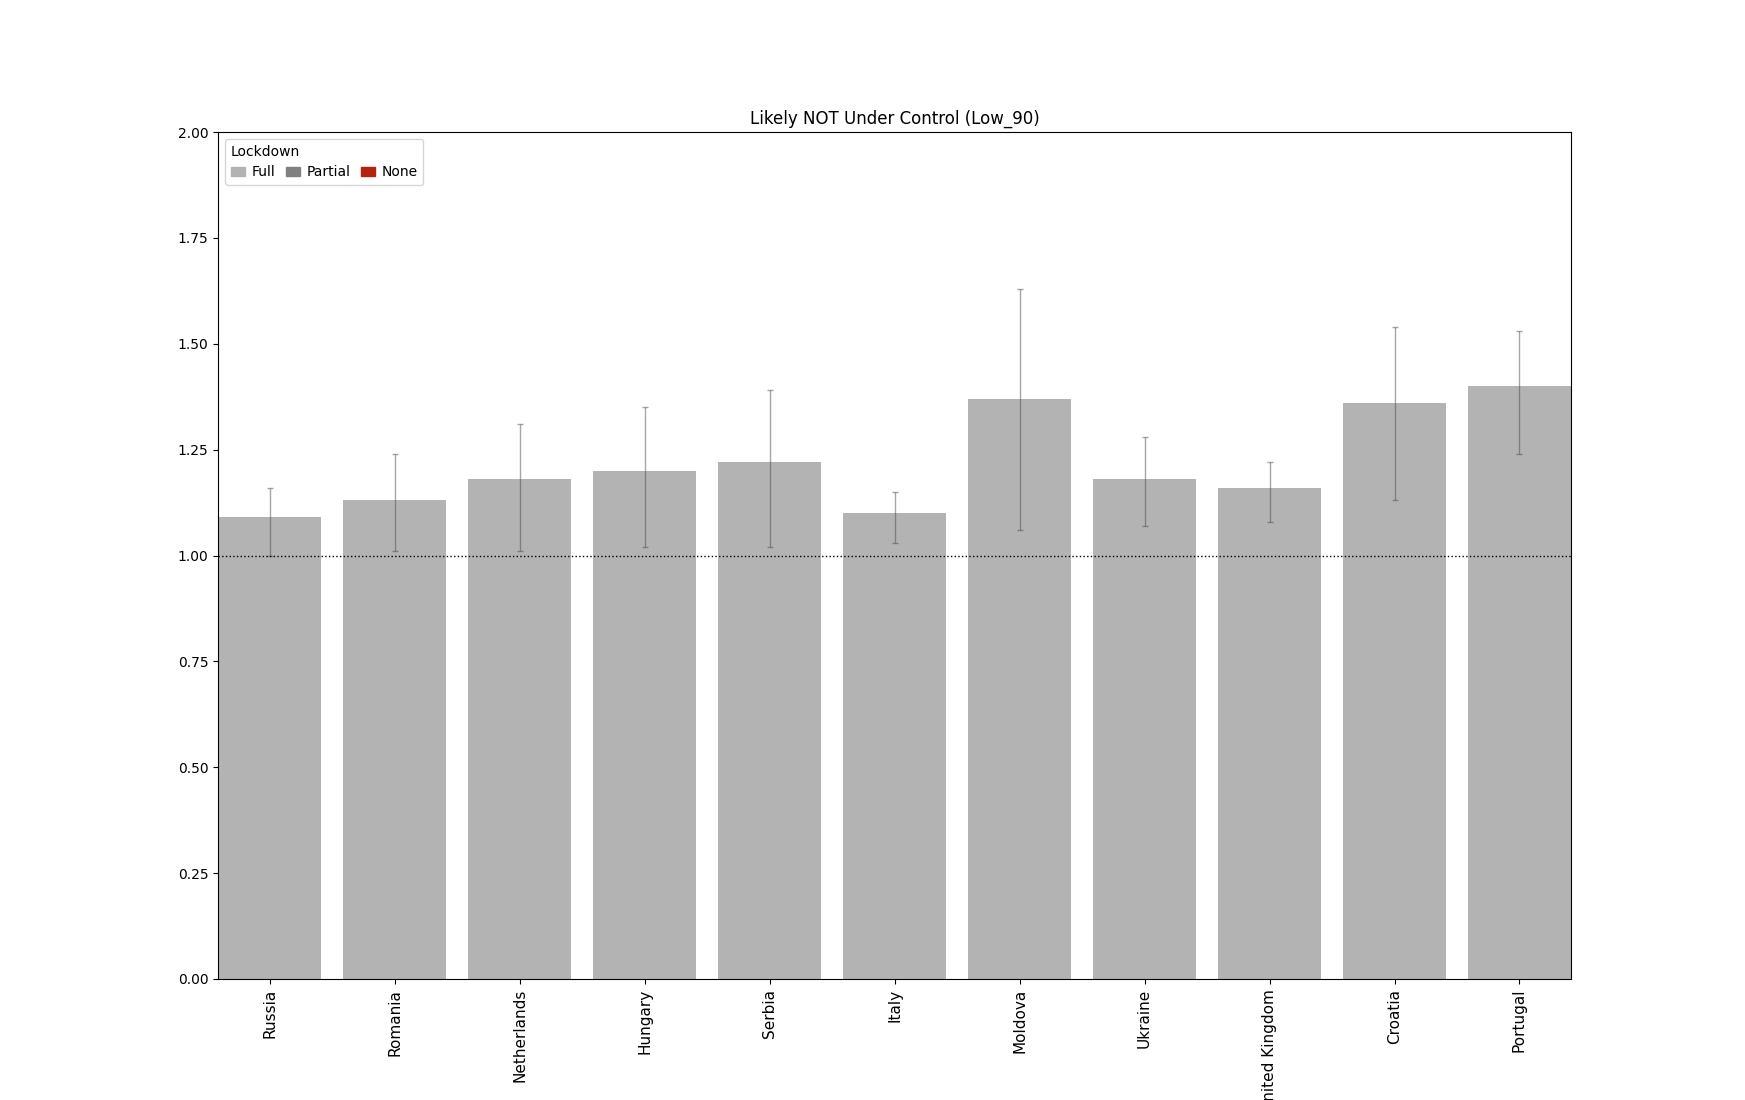 Likely NOT Under Control (Low_90)
Lockdown
Full Partial None
2.00
1.75
1.50
1.25
1.00
0.75
0.50
0.25
0.00
Russia
Romania
Netherlands
Hungary
Serbia
Italy
Moldova
Ukraine
nited Kingdom
Croatia
Portugal